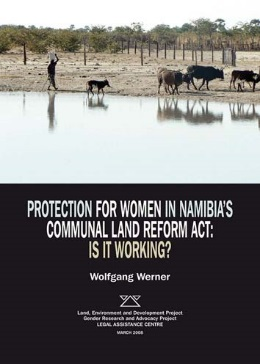 PROTECTION FOR WOMEN IN NAMIBIA'S
COMMUNAL LAND REFORM ACT:
IS IT WORKING?
Wolfgang Werner
Land, Environment and Development Project
Gender Research and Advocacy Project
LEGAL ASSISTANCE CENTRE
MARCH 2008